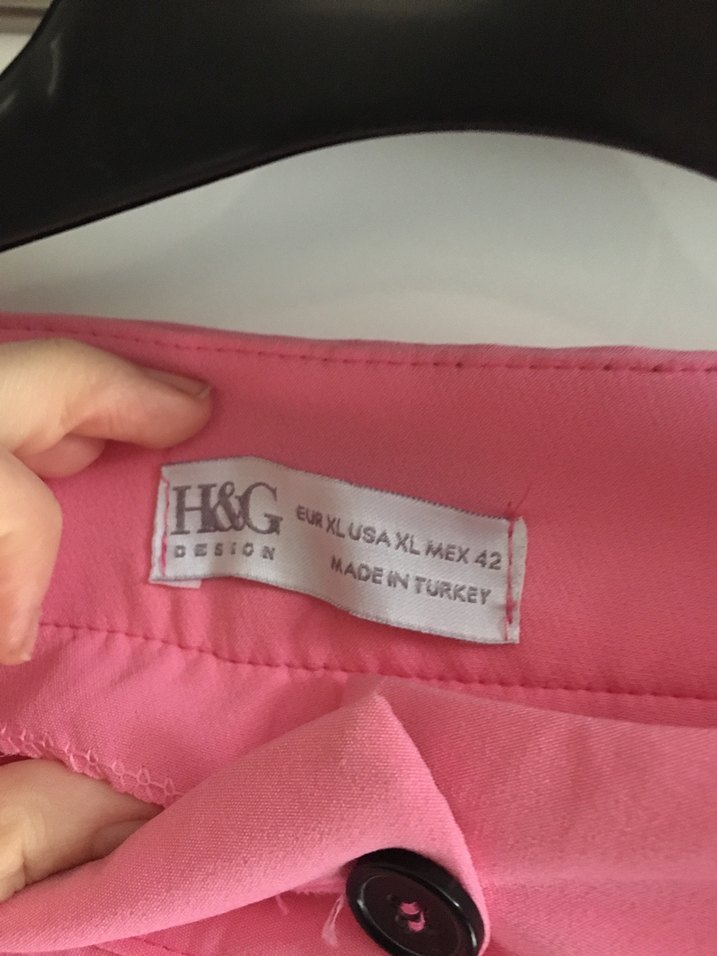 H&G
DESIGN
EUR XL USA XL MEX 42
MADE IN TURKEY